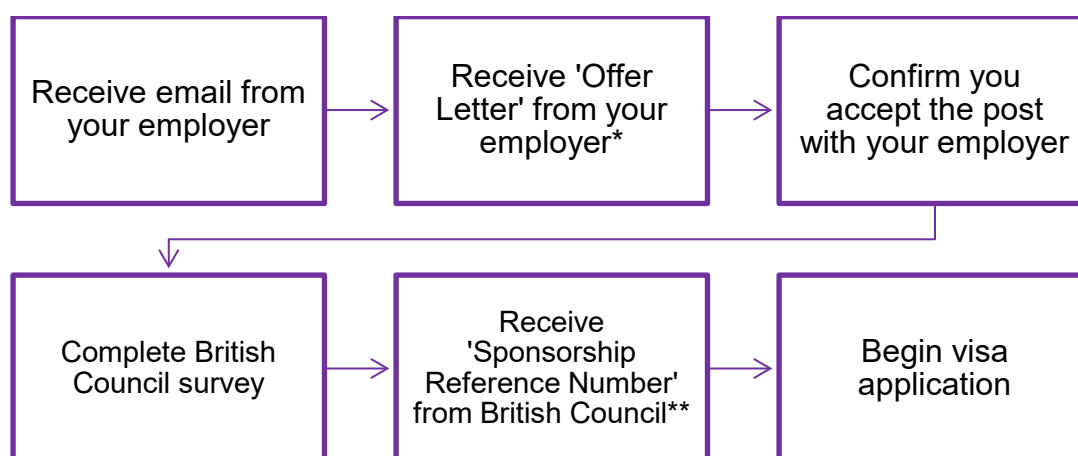 Receive email from
your employer
Receive 'Offer
Letter' from your
employer*
Confirm you
accept the post
with your employer
Complete British
Council survey
Receive
'Sponsorship
Reference Number'
from British Council**
Begin visa
application